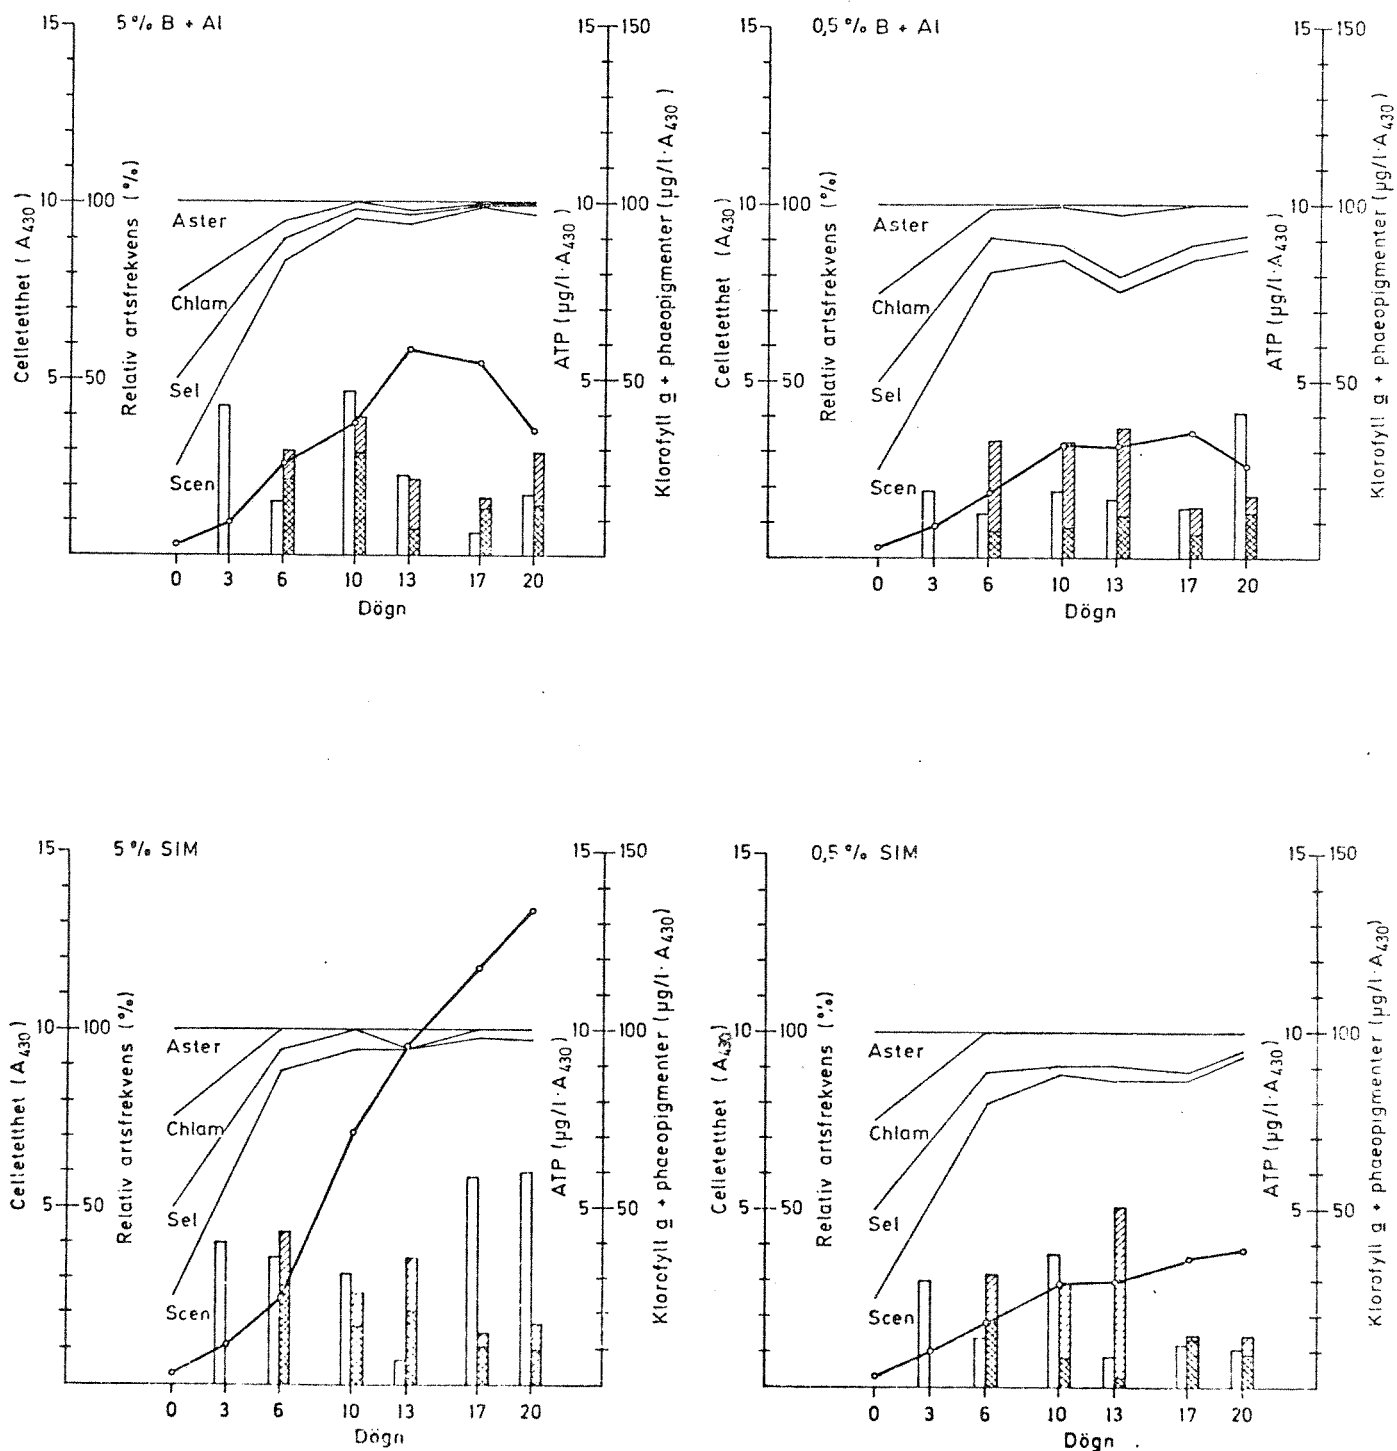 5 % B + Al
15
10 100
5 50
Celletetthet ( A430 )
Relativ artsfrekvens (%)
Aster
Chlam
Sel
Scen
15 150
10 100
5 50
ATP (µg/l·A430)
Klorofyll a + phaeopigmenter (µg/l·A430)
0 3 6 10 13 17 20
Dögn
0,5 % B + Al
15
10 100
5 50
Celletetthet ( A430 )
Relativ artsfrekvens (%)
Aster
Chlam
Sel
Scen
15 150
10 100
5 50
ATP (µg/l·A430)
Klorofyll a + phaeopigmenter (µg/l·A430)
0 3 6 10 13 17 20
Dögn
5 % SIM
15
10 100
5 50
Celletetthet ( A430 )
Relativ artsfrekvens (%)
Aster
Chlam
Sel
Scen
15 150
10 100
5 50
ATP (µg/l·A430)
Klorofyll a + phaeopigmenter (µg/l·A430)
0 3 6 10 13 17 20
Dögn
0,5 % SIM
15
10 100
5 50
Celletetthet ( A430 )
Relativ artsfrekvens (%)
Aster
Chlam
Sel
Scen
15 150
10 100
5 50
ATP (µg/l·A430)
Klorofyll a + phaeopigmenter (µg/l·A430)
0 3 6 10 13 17 20
Dögn